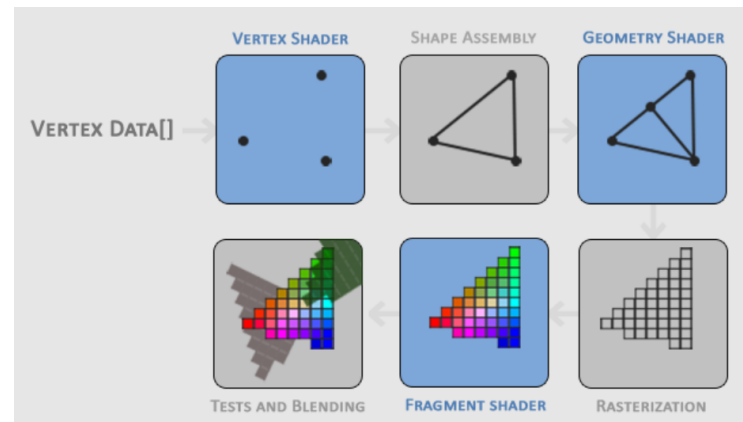 VERTEX SHADER
SHAPE ASSEMBLY
GEOMETRY SHADER
VERTEX DATA[]
TESTS AND BLENDING
FRAGMENT SHADER
RASTERIZATION